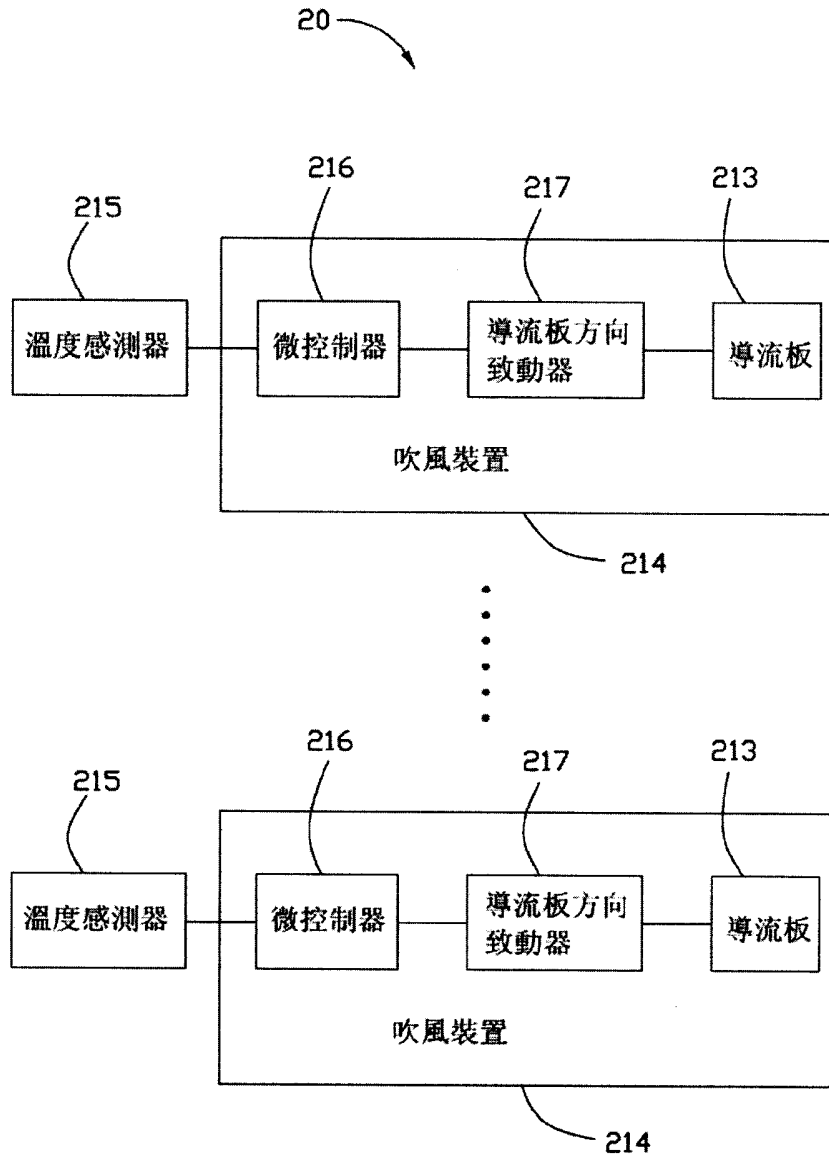 20
216
217
213
215
溫度感測器
微控制器
導流板方向
致動器
導流板
吹風裝置
214
216
217
213
215
溫度感測器
微控制器
導流板方向
致動器
導流板
吹風裝置
214